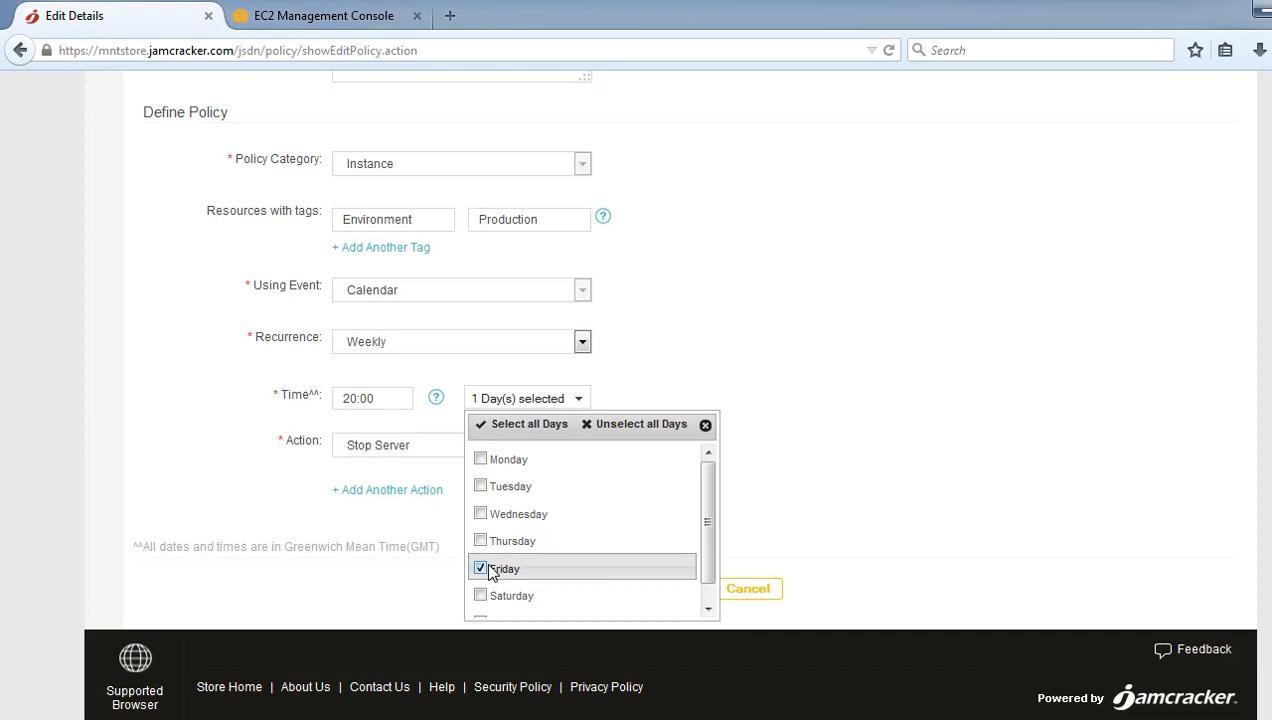 Edit Details
EC2 Management Console
https://mntstore.jamcracker.com/jsdn/policy/showEditPolicy.action
Search
Define Policy
* Policy Category:
Instance
Resources with tags:
Environment
Production
?
+ Add Another Tag
* Using Event:
Calendar
* Recurrence:
Weekly
* Time^^:
20:00
?
1 Day(s) selected
Select all Days
Unselect all Days
* Action:
Stop Server
Monday
Tuesday
+ Add Another Action
Wednesday
Thursday
^^All dates and times are in Greenwich Mean Time(GMT)
Friday
Saturday
Cancel
Supported
Browser
Store Home | About Us | Contact Us | Help | Security Policy | Privacy Policy
Feedback
Powered by jamcracker.